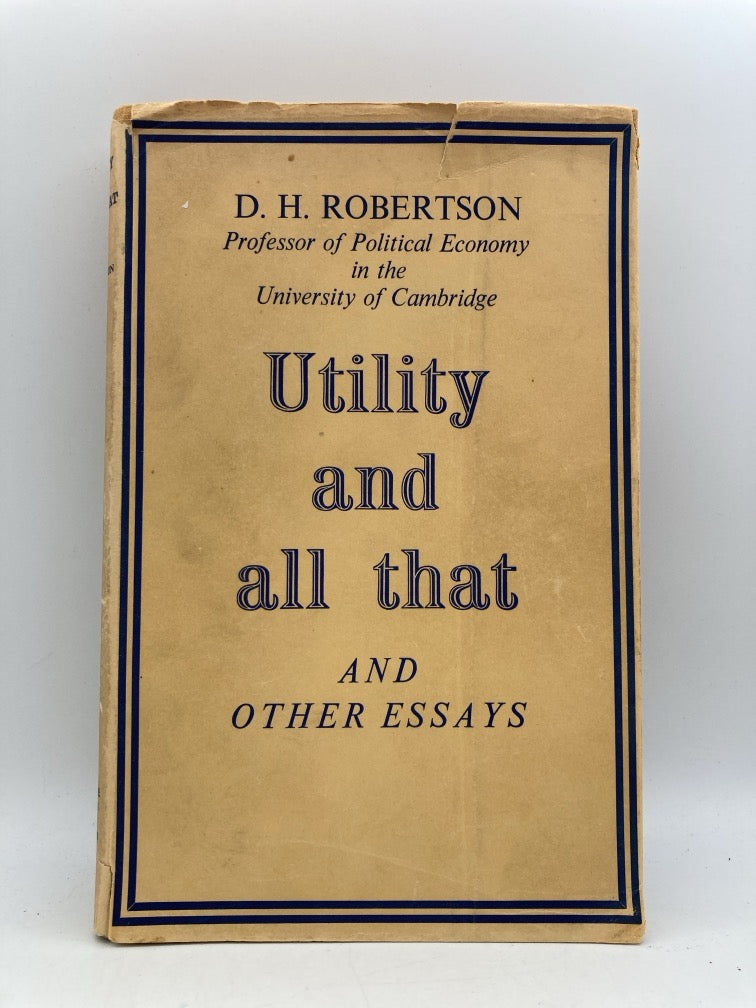 D. H. ROBERTSON
Professor of Political Economy
in the
University of Cambridge
Utility
and
all that
AND
OTHER ESSAYS